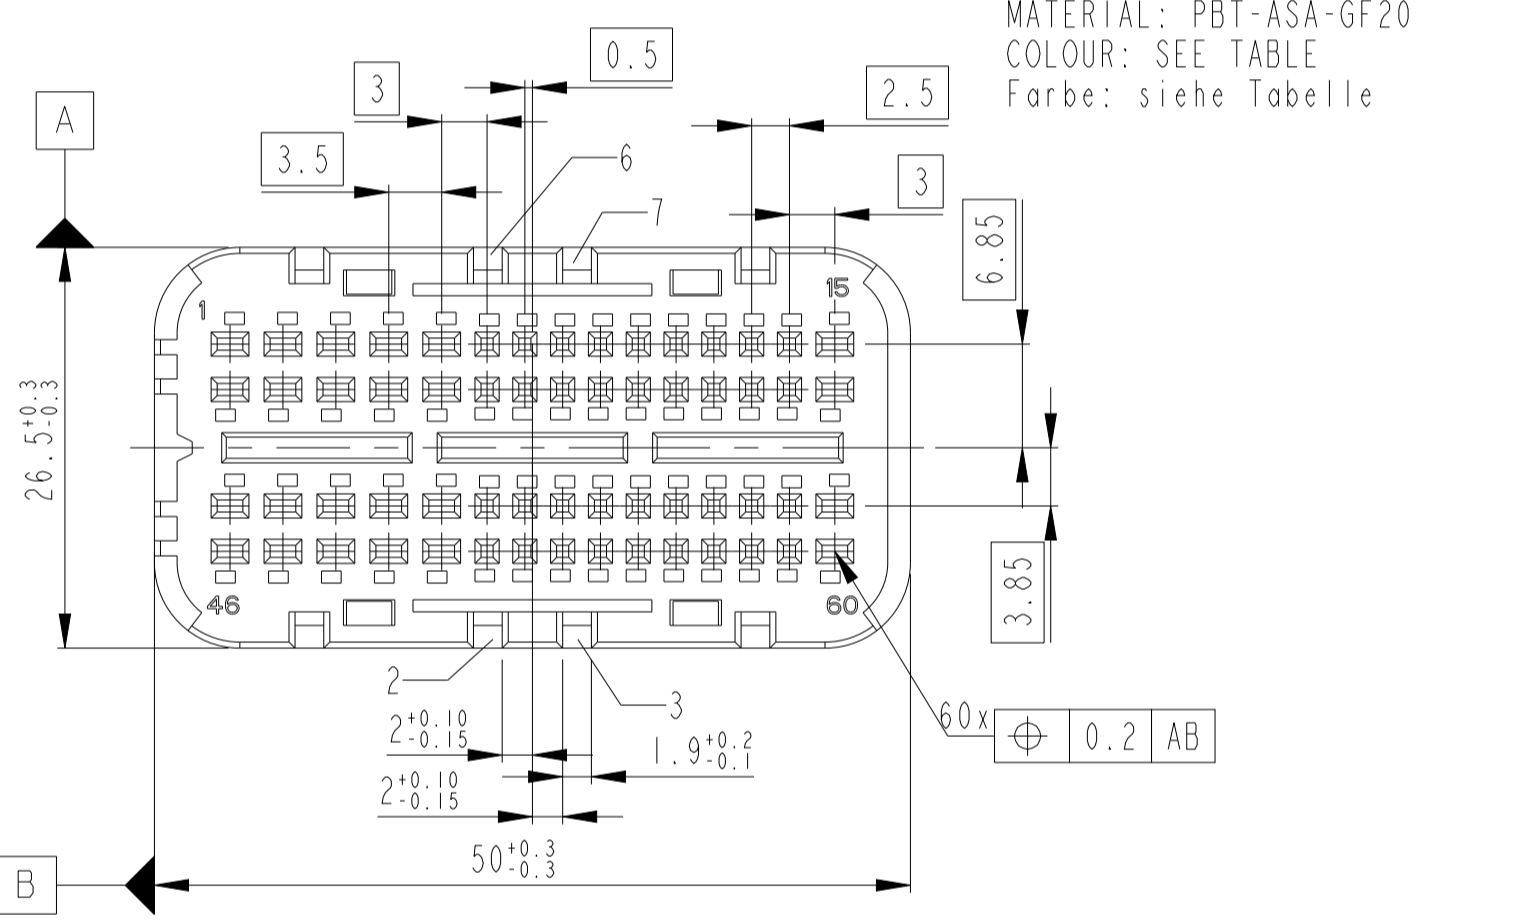 MATERIAL: PBT-ASA-GF20
COLOUR: SEE TABLE
Farbe: siehe Tabelle
0.5
3
2.5
A
3.5
6
3
7
6.85
15
1
26.5+0.3-0.3
3.85
46
60
2
3
60x
0.2 AB
2+0.10-0.15
1.9+0.2-0.1
2+0.10-0.15
50+0.3-0.3
B